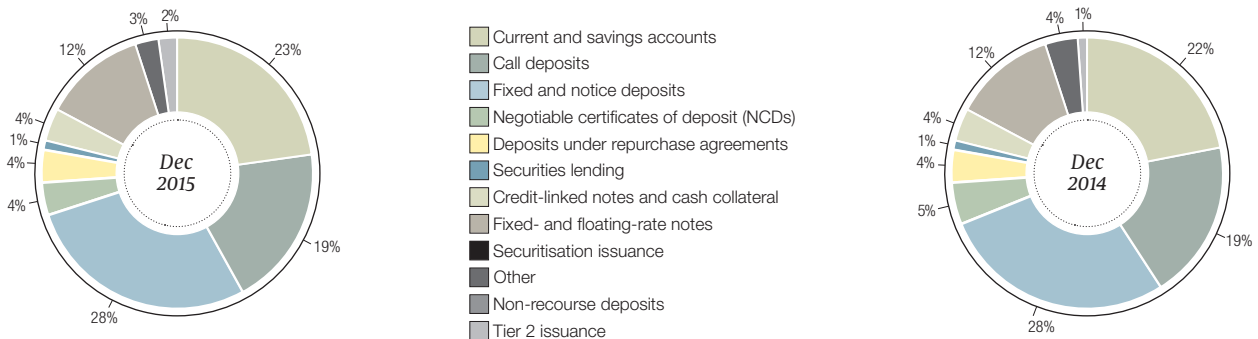 3%
2%
12%
23%
4%
1%
4%
4%
19%
28%
Dec
2015
Current and savings accounts
Call deposits
Fixed and notice deposits
Negotiable certificates of deposit (NCDs)
Deposits under repurchase agreements
Securities lending
Credit-linked notes and cash collateral
Fixed- and floating-rate notes
Securitisation issuance
Other
Non-recourse deposits
Tier 2 issuance
4%
1%
12%
22%
4%
1%
4%
5%
19%
28%
Dec
2014